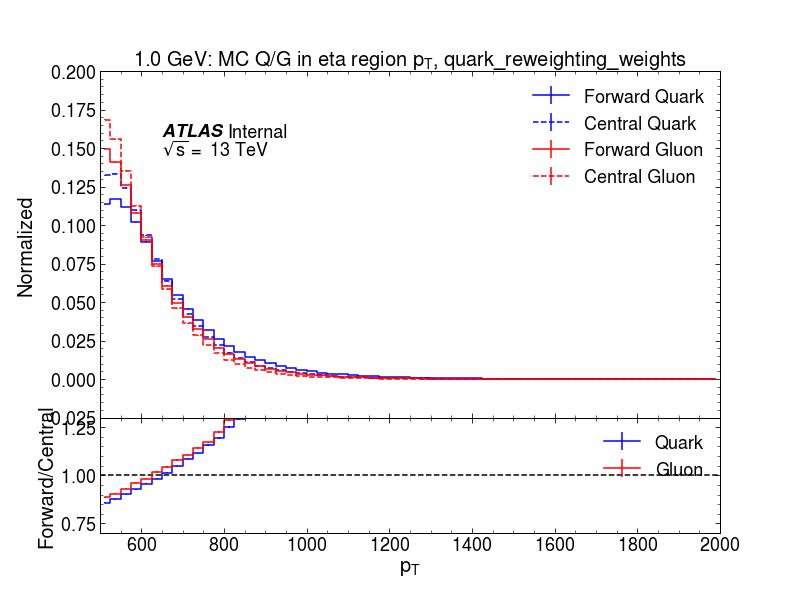 1.0 GeV: MC Q/G in eta region pT, quark_reweighting_weights
0.200
0.175
0.150
0.125
0.100
0.075
0.050
0.025
0.000
0.025
Normalized
ATLAS Internal
√s = 13 TeV
Forward Quark
Central Quark
Forward Gluon
Central Gluon
1.25
1.00
0.75
Forward/Central
Quark
Gluon
600 800 1000 1200 1400 1600 1800 2000
pT